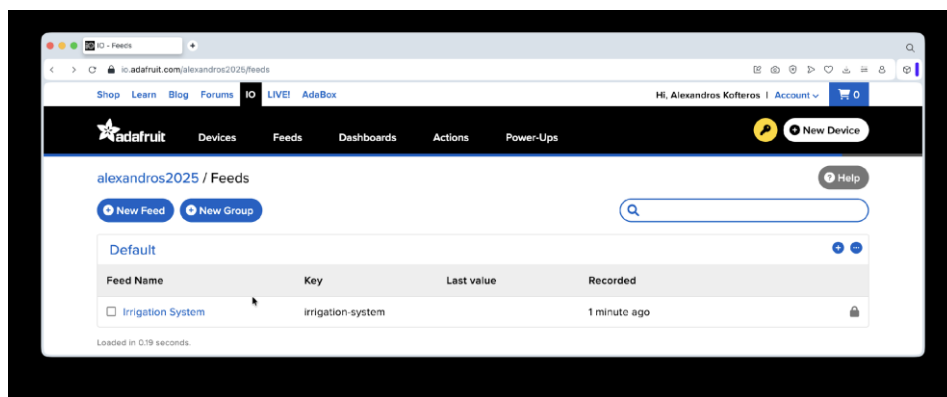 IO - Feeds
io.adafruit.com/alexandros2025/feeds
Shop Learn Blog Forums IO LIVE! AdaBox Hi, Alexandros Kofteros | Account 0
adafruit Devices Feeds Dashboards Actions Power-Ups New Device
alexandros2025 / Feeds Help
New Feed New Group
Default
Feed Name Key Last value Recorded
Irrigation System irrigation-system 1 minute ago
Loaded in 0.19 seconds.